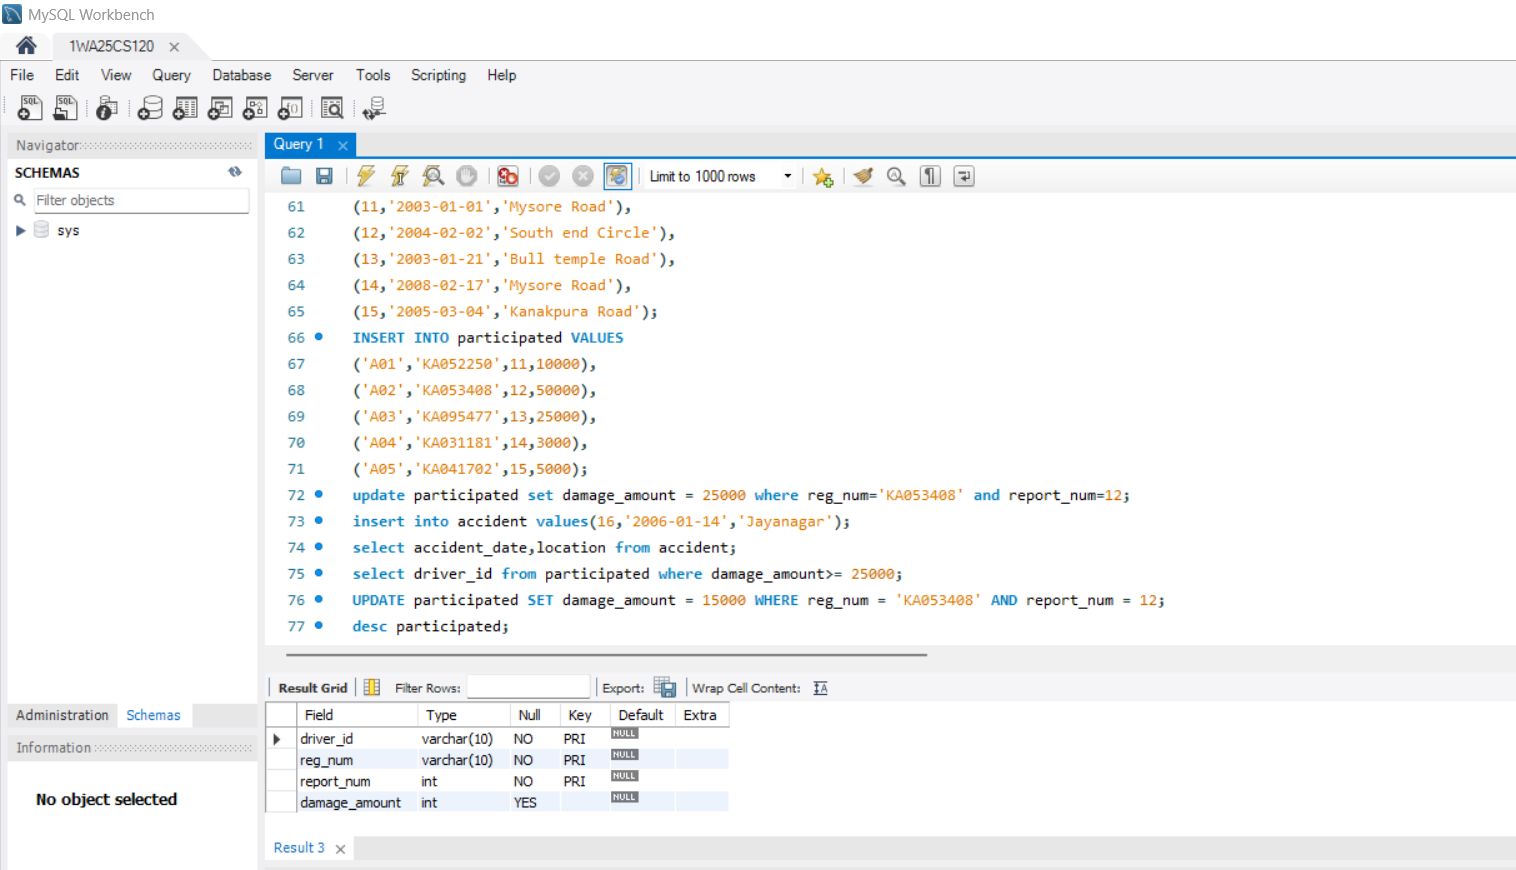 MySQL Workbench
1WA25CS120
File Edit View Query Database Server Tools Scripting Help
SQL SQL
Navigator
SCHEMAS
Filter objects
sys
Administration Schemas
Information
No object selected
Query 1
Limit to 1000 rows
61 (11,'2003-01-01','Mysore Road'),
62 (12,'2004-02-02','South end Circle'),
63 (13,'2003-01-21','Bull temple Road'),
64 (14,'2008-02-17','Mysore Road'),
65 (15,'2005-03-04','Kanakpura Road');
66 INSERT INTO participated VALUES
67 ('A01','KA052250',11,10000),
68 ('A02','KA053408',12,50000),
69 ('A03','KA095477',13,25000),
70 ('A04','KA031181',14,3000),
71 ('A05','KA041702',15,5000);
72 update participated set damage_amount = 25000 where reg_num='KA053408' and report_num=12;
73 insert into accident values(16,'2006-01-14','Jayanagar');
74 select accident_date,location from accident;
75 select driver_id from participated where damage_amount>= 25000;
76 UPDATE participated SET damage_amount = 15000 WHERE reg_num = 'KA053408' AND report_num = 12;
77 desc participated;
Result Grid Filter Rows: Export: Wrap Cell Content:
Field Type Null Key Default Extra
driver_id varchar(10) NO PRI NULL
reg_num varchar(10) NO PRI NULL
report_num int NO PRI NULL
damage_amount int YES NULL
Result 3